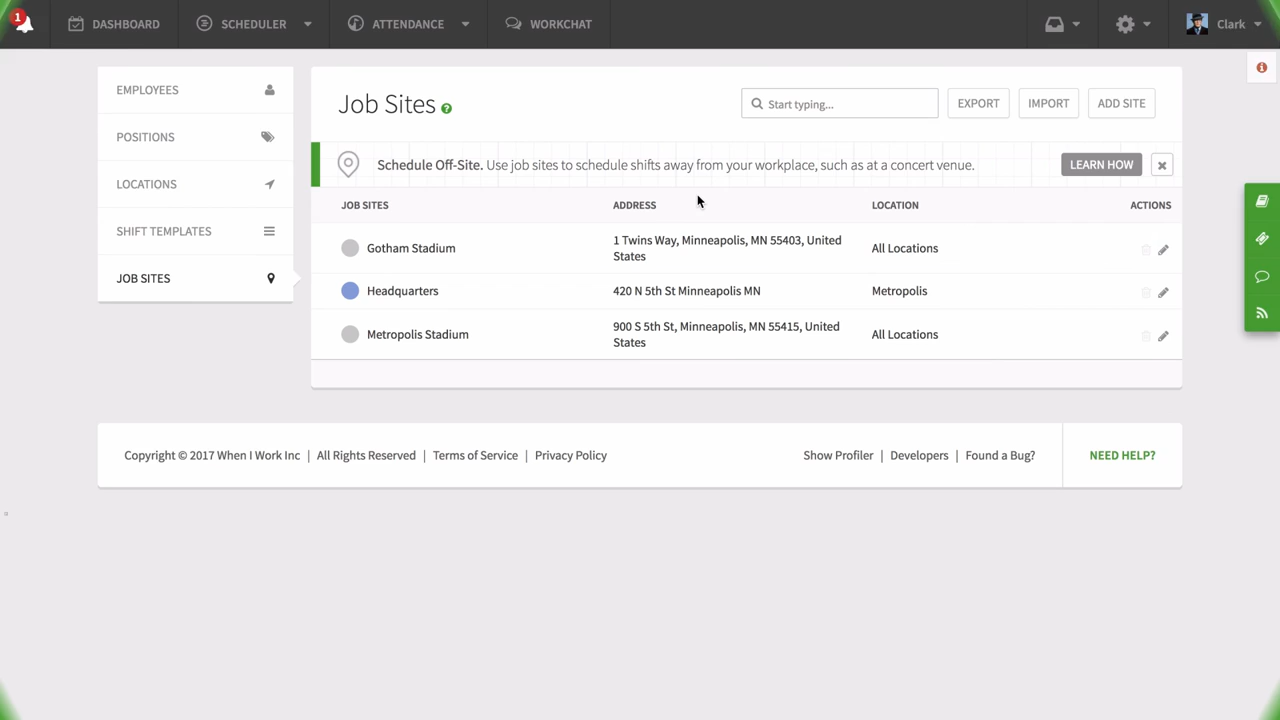 1
DASHBOARD
SCHEDULER
ATTENDANCE
WORKCHAT
Clark
EMPLOYEES
POSITIONS
LOCATIONS
SHIFT TEMPLATES
JOB SITES
Job Sites ?
Start typing...
EXPORT
IMPORT
ADD SITE
Schedule Off-Site. Use job sites to schedule shifts away from your workplace, such as at a concert venue.
LEARN HOW
JOB SITES ADDRESS LOCATION ACTIONS
Gotham Stadium
1 Twins Way, Minneapolis, MN 55403, United
States
All Locations
Headquarters
420 N 5th St Minneapolis MN
Metropolis
Metropolis Stadium
900 S 5th St, Minneapolis, MN 55415, United
States
All Locations
Copyright © 2017 When I Work Inc | All Rights Reserved | Terms of Service | Privacy Policy
Show Profiler | Developers | Found a Bug?
NEED HELP?